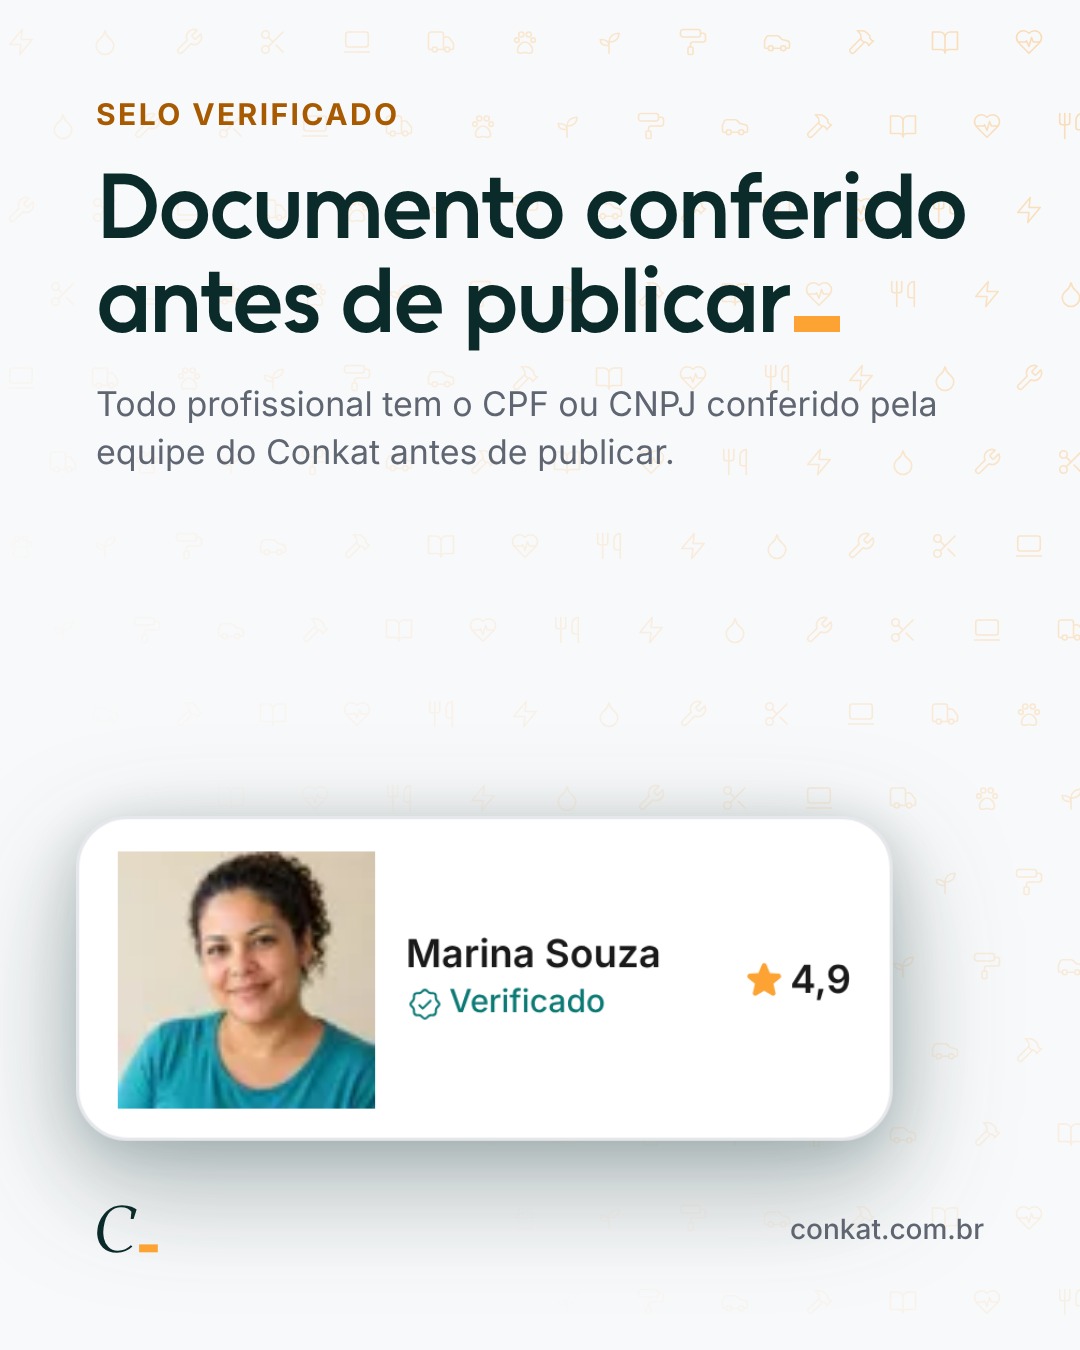 SELO VERIFICADO
Documento conferido
antes de publicar
Todo profissional tem o CPF ou CNPJ conferido pela
equipe do Conkat antes de publicar.
Marina Souza
Verificado
4,9
C
conkat.com.br